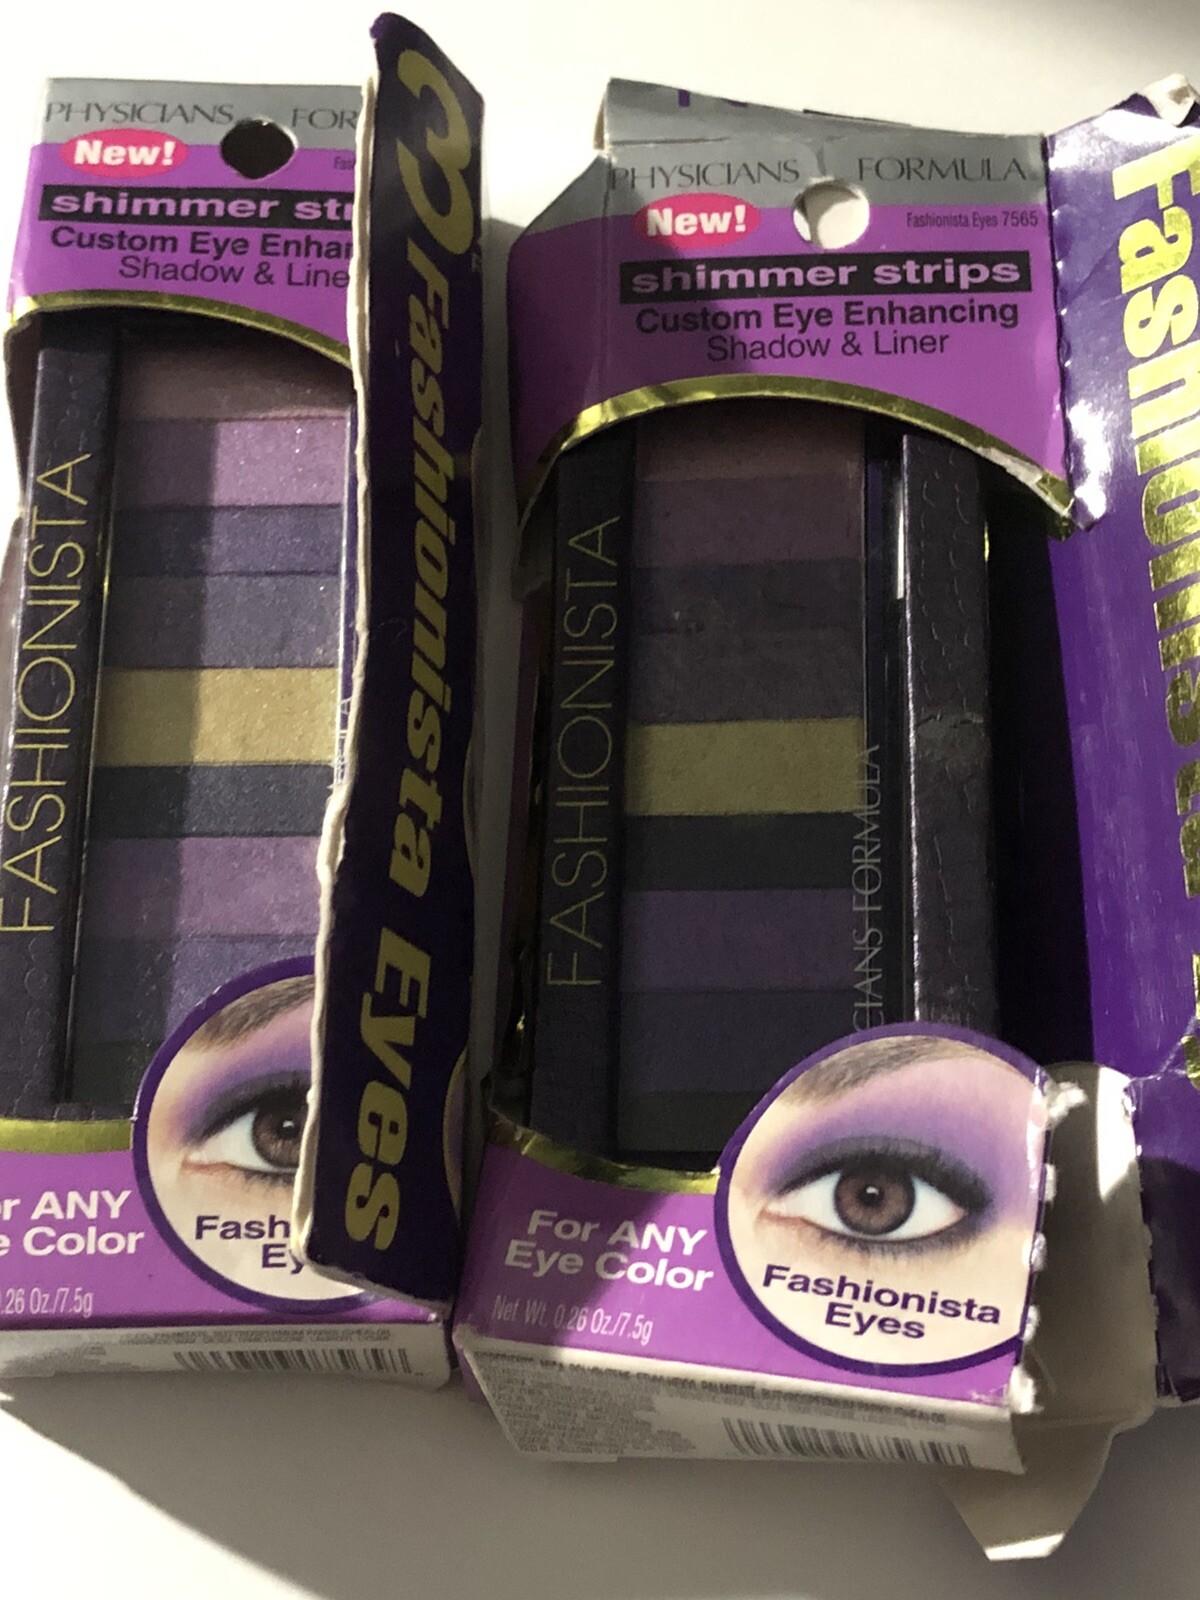 PHYSICIANS FOR
New!
shimmer str
Custom Eye Enhan
Shadow & Line
FASHIONISTA
Fashionista Eyes
r ANY
e Color
.26 Oz./7.5g
Fash
Ey
PHYSICIANS FORMULA
New!
Fashionista Eyes 7565
shimmer strips
Custom Eye Enhancing
Shadow & Liner
FASHIONISTA
CIANS FORMULA
For ANY
Eye Color
Net Wt. 0.26 Oz./7.5g
Fashionista
Eyes
Fashionista